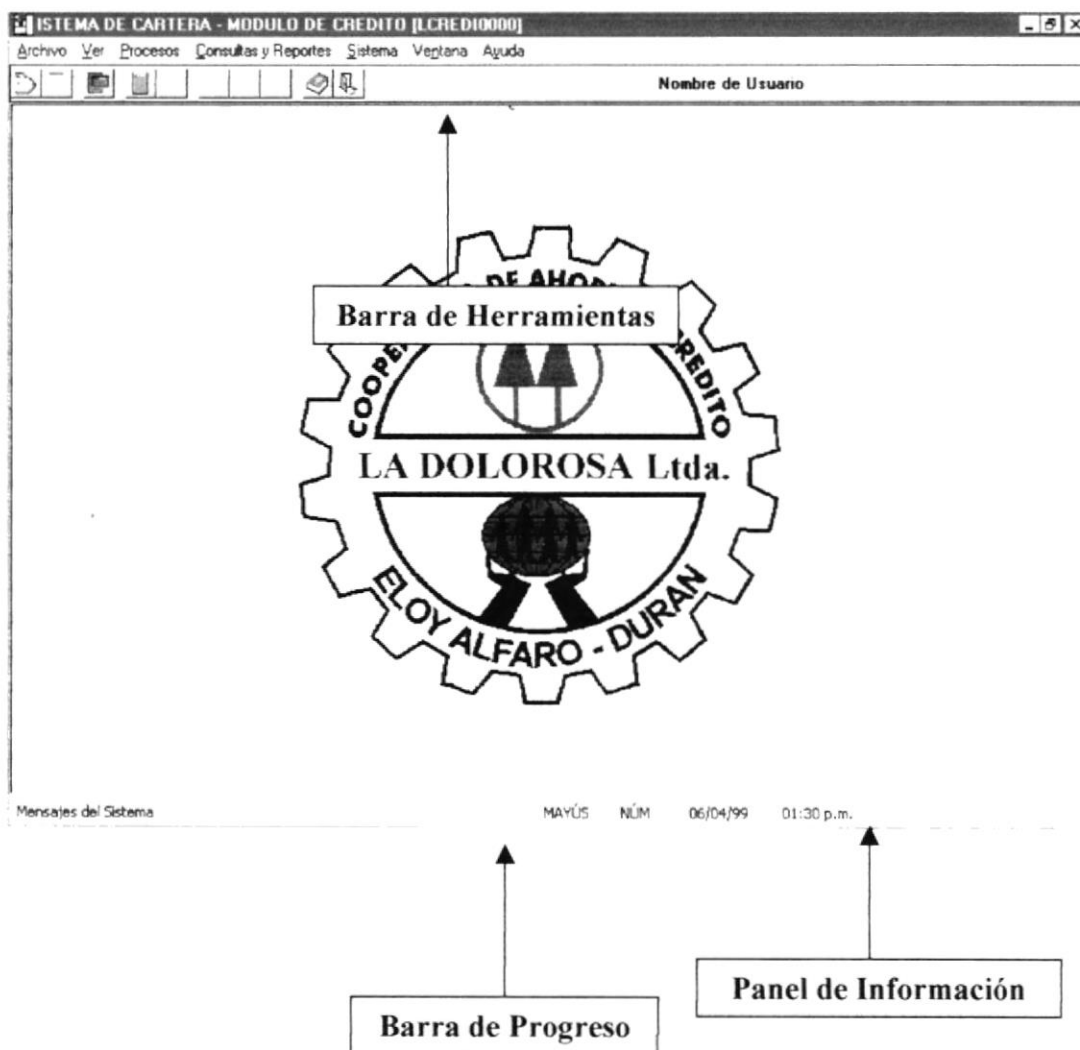 ISTEMA DE CARTERA - MODULO DE CREDITO [LCREDI0000]
Archivo Ver Procesos Consultas y Reportes Sistema Ventana Ayuda
Nombre de Usuario
DE AHOR
Barra de Herramientas
COOPE
CREDITO
LA DOLOROSA Ltda.
ELOY ALFARO - DURAN
Mensajes del Sistema MAYÚS NÚM 06/04/99 01:30 p.m.
Panel de Información
Barra de Progreso